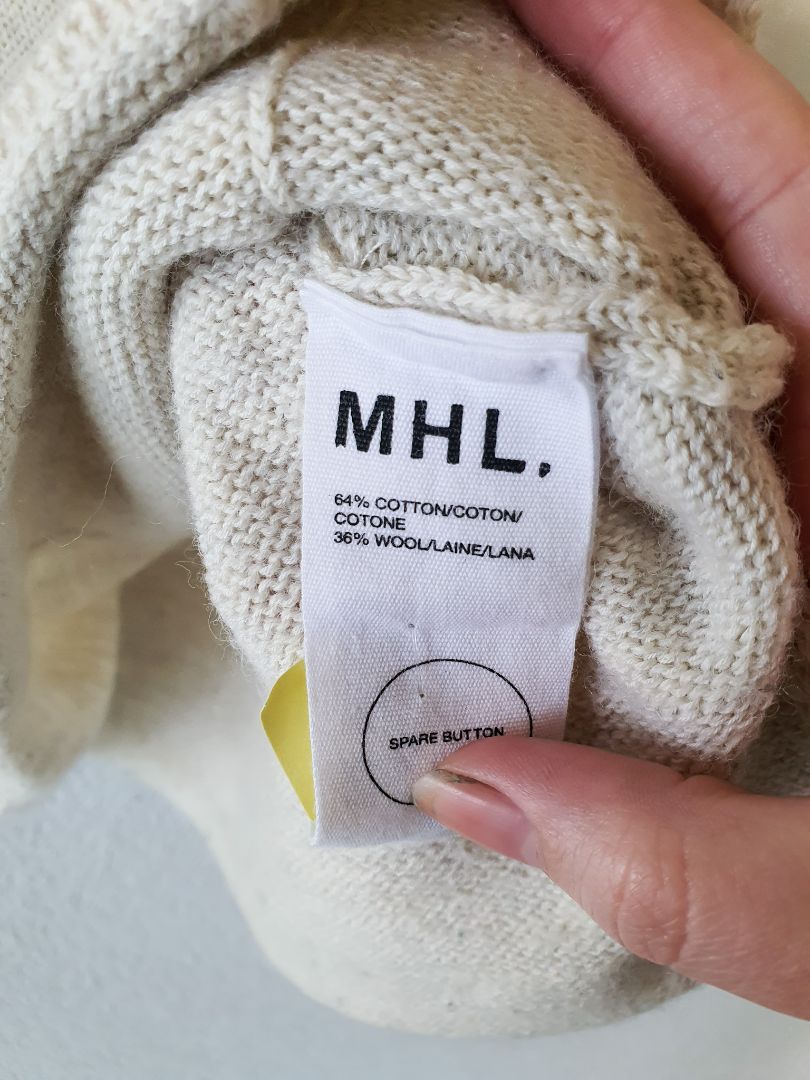 MHL.
64% COTTON/COTON/
COTONE
36% WOOL/LAINE/LANA
SPARE BUTTON